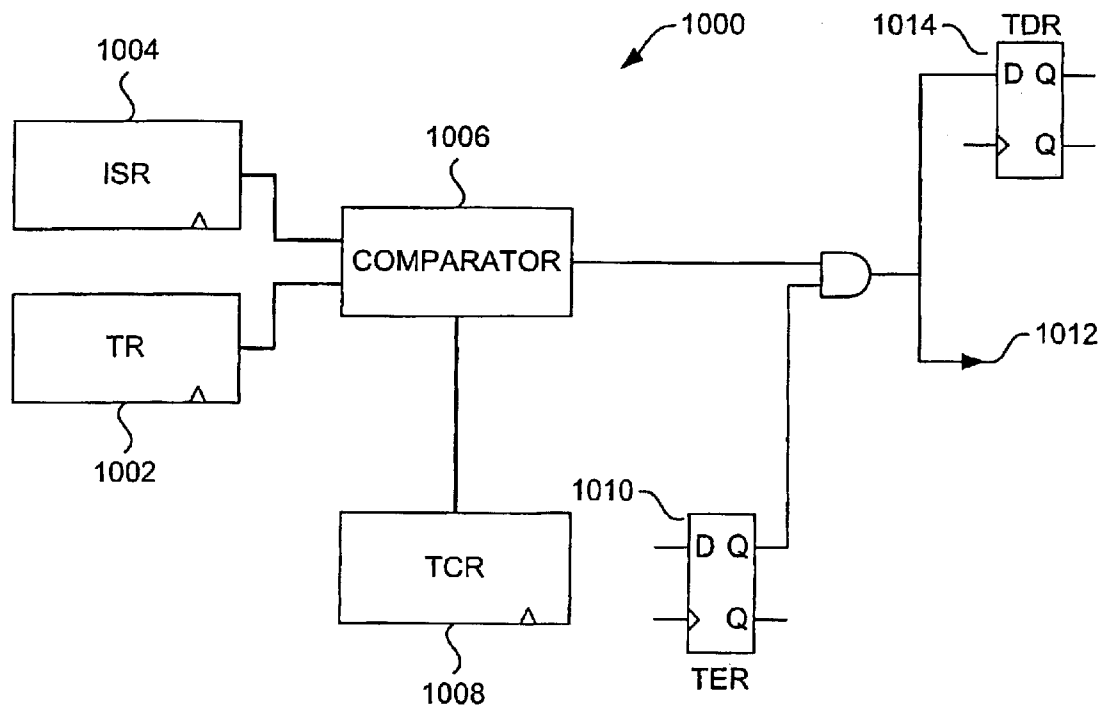 1000
1014
TDR
D Q
Q
1004
ISR
1006
COMPARATOR
TR
1002
1012
1010
D Q
Q
TER
TCR
1008